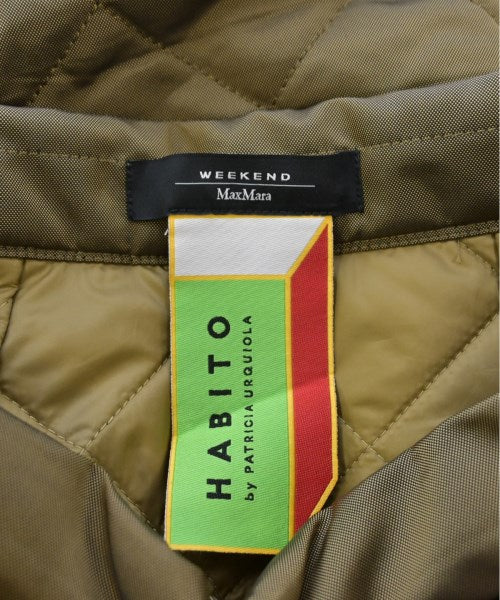 WEEKEND
MaxMara
HABITO
by PATRICIA URQUIOLA